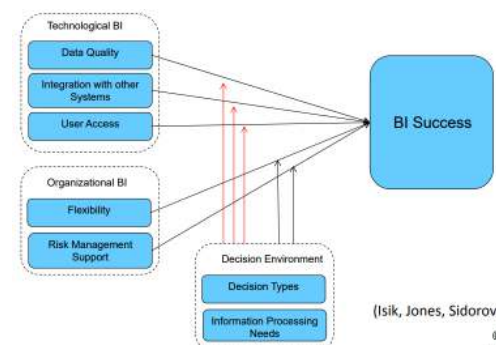 Technological BI
Data Quality
Integration with other
Systems
User Access
BI Success
Organizational BI
Flexibility
Risk Management
Support
Decision Environment
Decision Types
Information Processing
Needs
(Isik, Jones, Sidorov